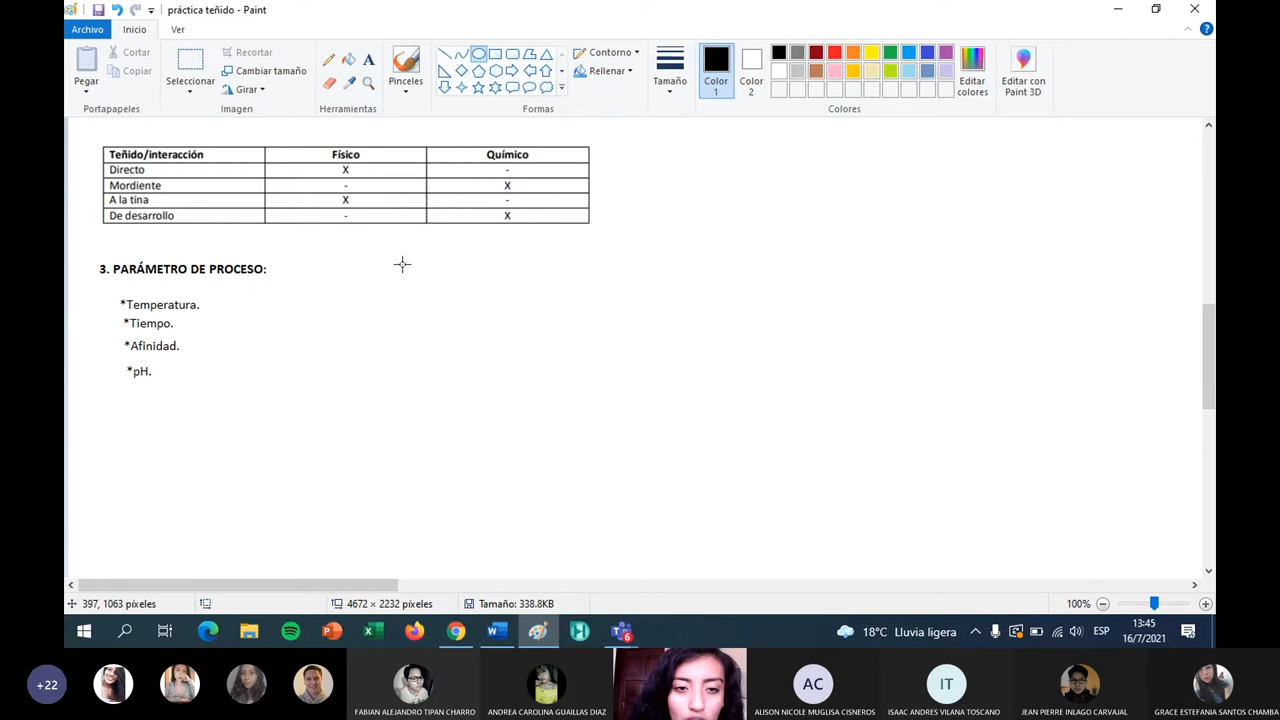 práctica teñido - Paint
Archivo Inicio Ver
Pegar
Cortar
Copiar
Portapapeles
Seleccionar
Recortar
Cambiar tamaño
Girar
Imagen
Herramientas
Pinceles
Contorno
Rellenar
Formas
Tamaño
Color 1
Color 2
Editar colores
Colores
Editar con Paint 3D
Teñido/interacción Físico Químico
Directo X -
Mordiente - X
A la tina X -
De desarrollo - X
3. PARÁMETRO DE PROCESO:
*Temperatura.
*Tiempo.
*Afinidad.
*pH.
397, 1063 píxeles 4672 × 2232 píxeles Tamaño: 338.8KB 100%
18°C Lluvia ligera ESP 13:45
16/7/2021
+22 AC IT
FABIAN ALEJANDRO TIPAN CHARRO ANDREA CAROLINA GUAILLAS DIAZ ALISON NICOLE MUGLISA CISNEROS ISAAC ANDRES VILANA TOSCANO JEAN PIERRE INLAGO CARVAJAL GRACE ESTEFANIA SANTOS CHAMBA